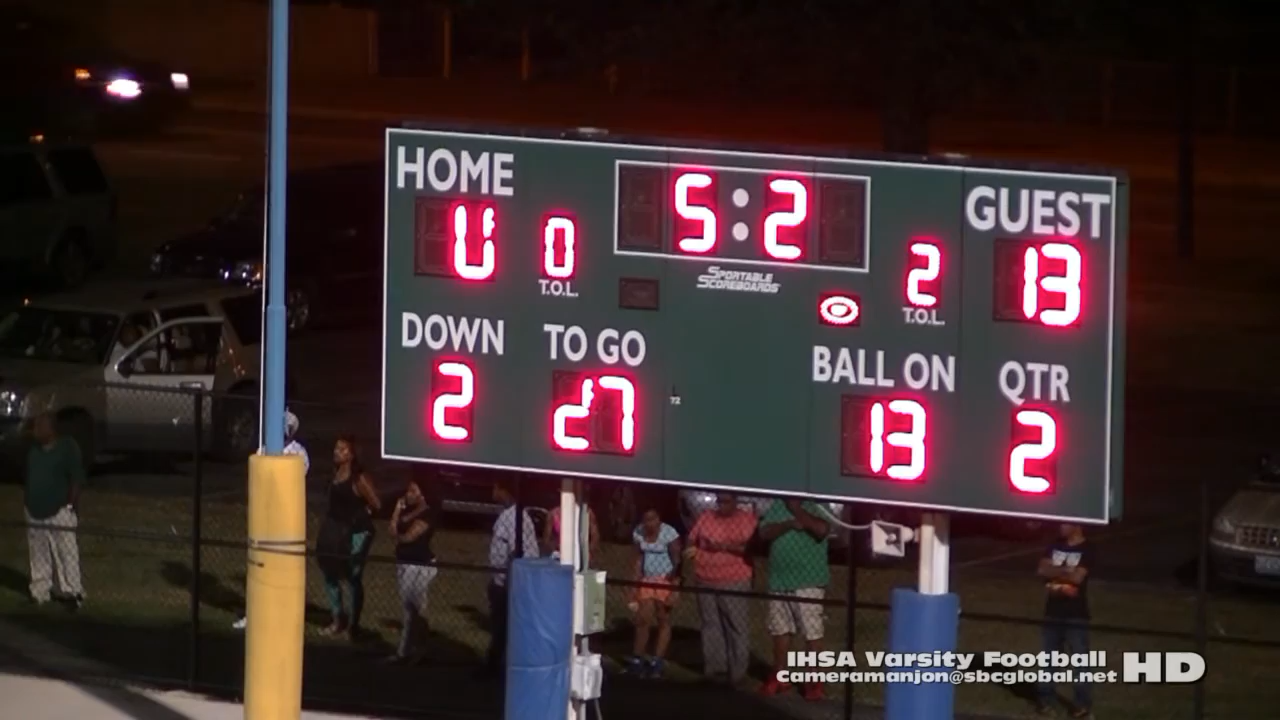 HOME
5:2
GUEST
0
2
13
T.O.L.
SPORTABLE
SCOREBOARDS
T.O.L.
DOWN
TO GO
BALL ON
QTR
2
27
13
2
IHSA Varsity Football HD
Cameramanjon@sbcglobal.net